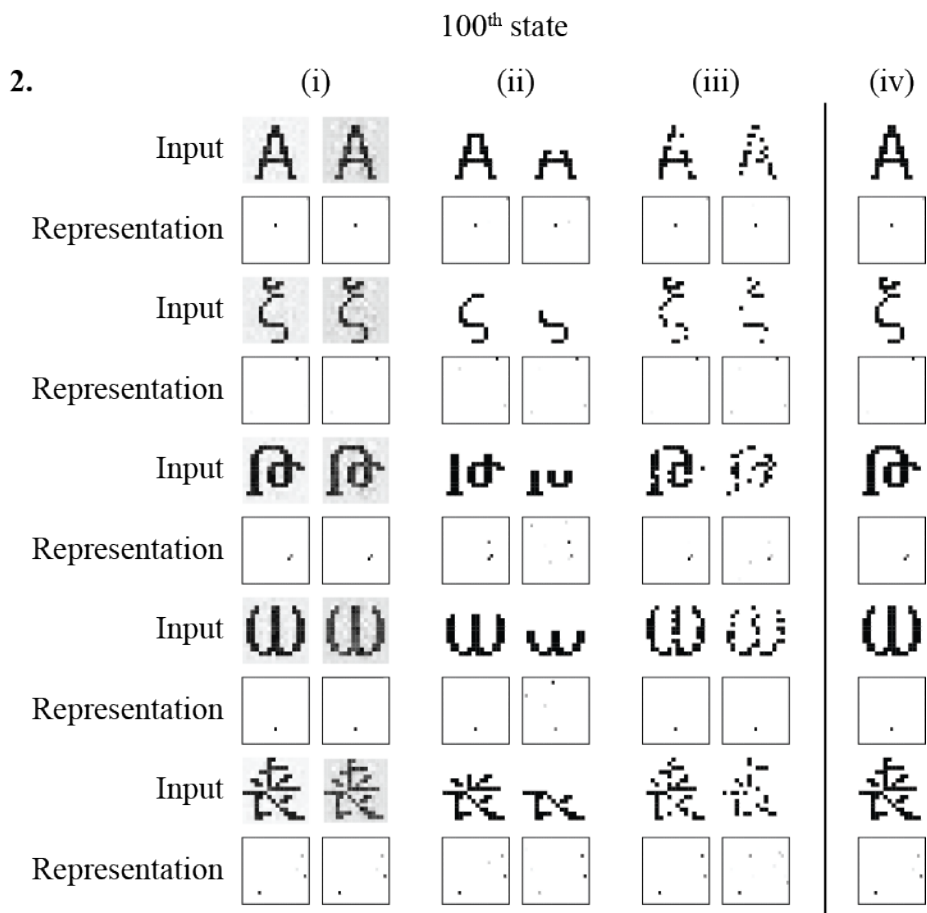 100th state
2. (i) (ii) (iii) (iv)
Input A A A A A A A
Representation
Input ξ ξ ξ ξ
Representation
Input
Representation
Input
Representation
Input
Representation